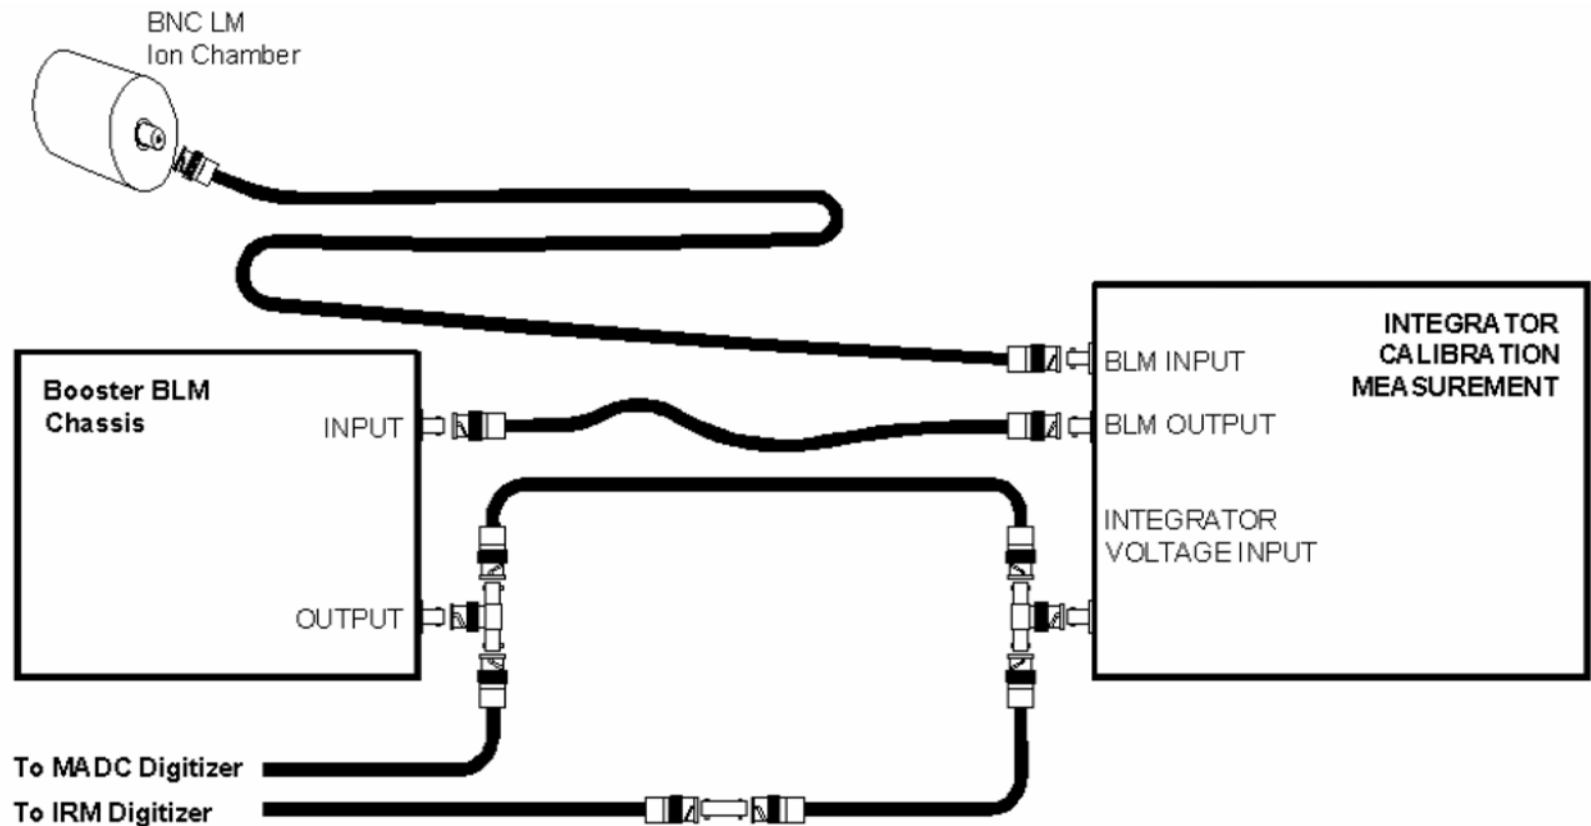 BNC LM
Ion Chamber
INTEGRATOR
CALIBRATION
MEASUREMENT
BLM INPUT
Booster BLM
Chassis
INPUT
BLM OUTPUT
INTEGRATOR
VOLTAGE INPUT
OUTPUT
To MADC Digitizer
To IRM Digitizer